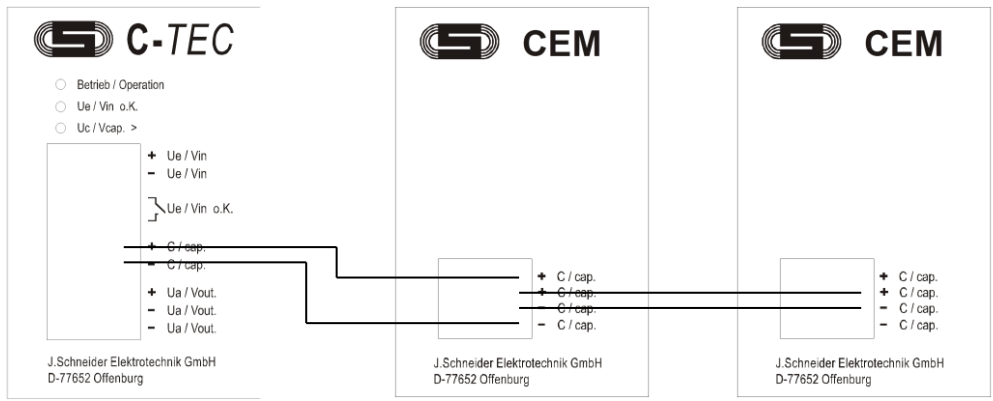 C-TEC
Betrieb / Operation
Ue / Vin o.K.
Uc / Vcap. >
+ Ue / Vin
- Ue / Vin
Ue / Vin o.K.
+ C / cap.
- C / cap.
+ Ua / Vout.
- Ua / Vout.
- Ua / Vout.
J.Schneider Elektrotechnik GmbH
D-77652 Offenburg
CEM
+ C / cap.
+ C / cap.
- C / cap.
- C / cap.
J.Schneider Elektrotechnik GmbH
D-77652 Offenburg
CEM
+ C / cap.
+ C / cap.
- C / cap.
- C / cap.
J.Schneider Elektrotechnik GmbH
D-77652 Offenburg